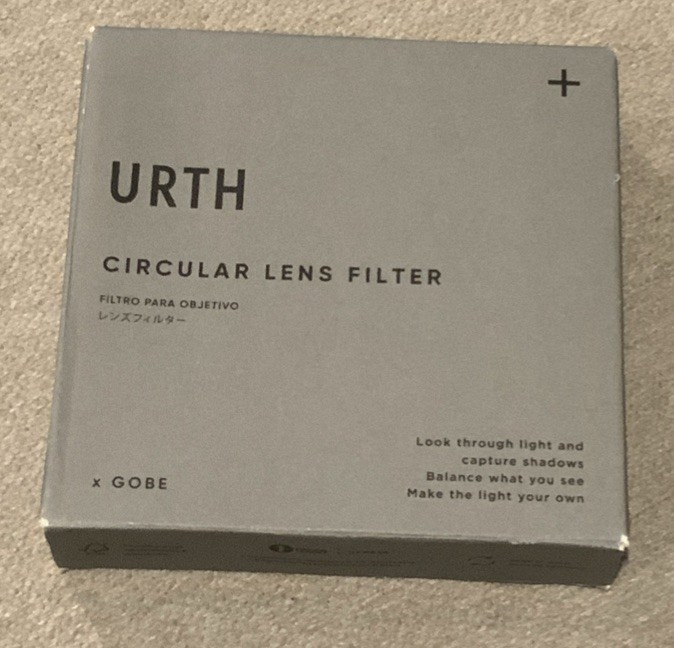 +
URTH
CIRCULAR LENS FILTER
FILTRO PARA OBJETIVO
レンズフィルター
Look through light and
capture shadows
Balance what you see
Make the light your own
x GOBE